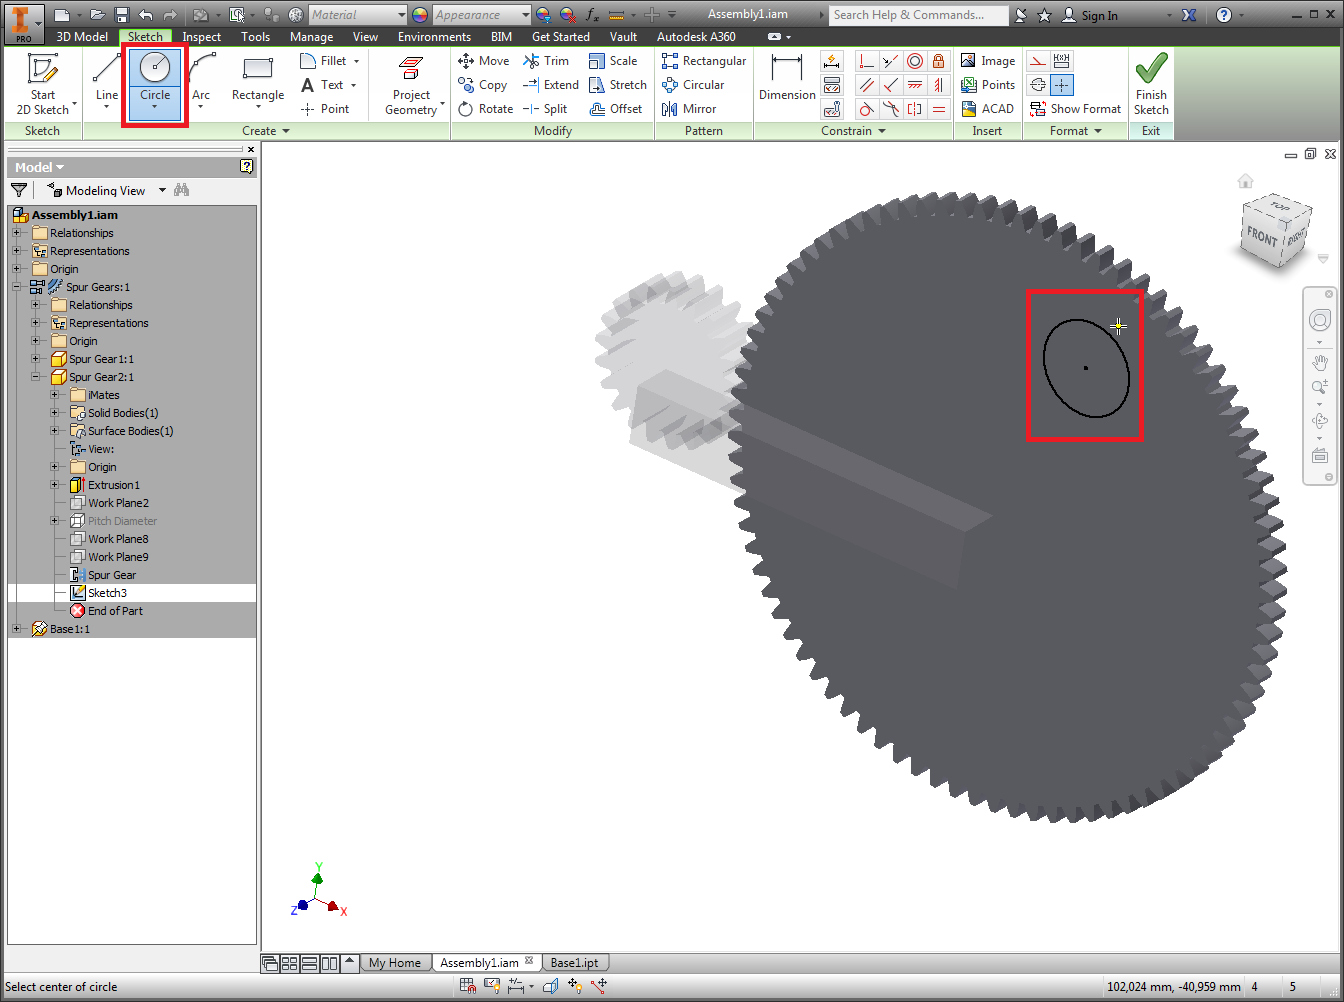 Material
Appearance
fx
Assembly1.iam
Search Help & Commands...
Sign In
PRO
3D Model Sketch Inspect Tools Manage View Environments BIM Get Started Vault Autodesk A360
Start
2D Sketch
Line
Circle
Arc
Rectangle
Fillet
Text
Point
Project
Geometry
Move
Copy
Rotate
Trim
Extend
Split
Scale
Stretch
Offset
Rectangular
Circular
Mirror
Dimension
Image
Points
ACAD
Show Format
Finish
Sketch
Sketch Create Modify Pattern Constrain Insert Format Exit
Model
Modeling View
Assembly1.iam
Relationships
Representations
Origin
Spur Gears:1
Relationships
Representations
Origin
Spur Gear1:1
Spur Gear2:1
iMates
Solid Bodies(1)
Surface Bodies(1)
View:
Origin
Extrusion1
Work Plane2
Pitch Diameter
Work Plane8
Work Plane9
Spur Gear
Sketch3
End of Part
Base1:1
TOP
FRONT
RIGHT
Y
Z
X
My Home Assembly1.iam Base1.ipt
Select center of circle
102,024 mm, -40,959 mm 4 5